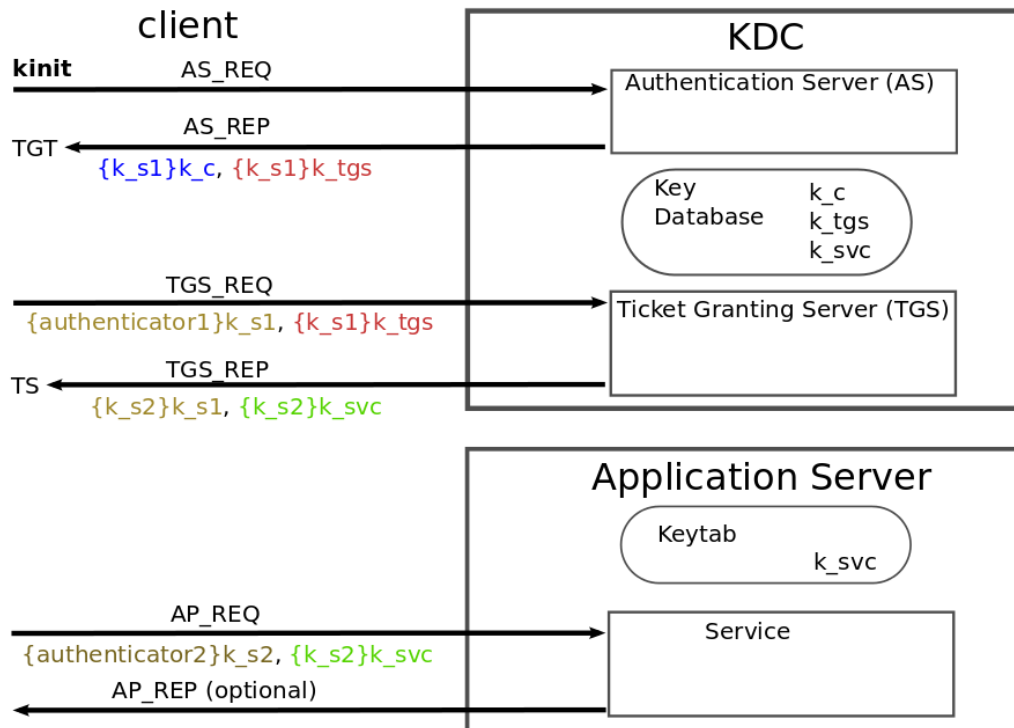 client
KDC
kinit
AS_REQ
Authentication Server (AS)
AS_REP
TGT
{k_s1}k_c, {k_s1}k_tgs
Key
Database
k_c
k_tgs
k_svc
TGS_REQ
{authenticator1}k_s1, {k_s1}k_tgs
Ticket Granting Server (TGS)
TGS_REP
TS
{k_s2}k_s1, {k_s2}k_svc
Application Server
Keytab
k_svc
AP_REQ
{authenticator2}k_s2, {k_s2}k_svc
Service
AP_REP (optional)